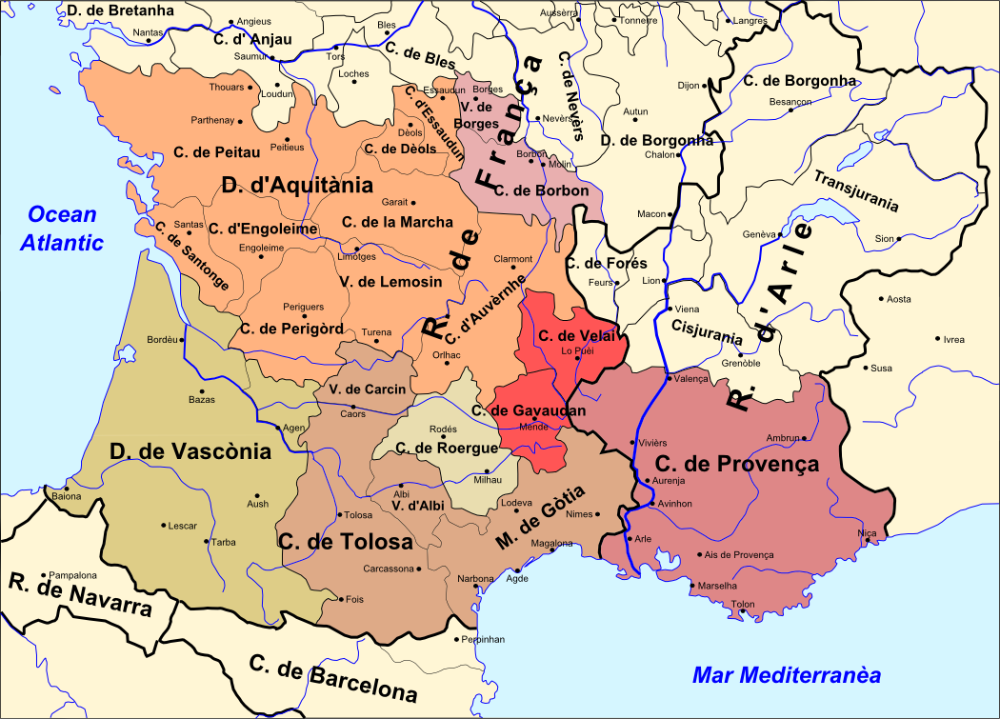 D. de Bretanha
Nantas
Angieus
C. d' Anjau
Saumur
Tors
Bles
C. de Bles
Loches
Aussèrra
Tonnerre
Langres
C. de Nevèrs
Nevèrs
Dijon
C. de Borgonha
Besançon
Autun
D. de Borgonha
Chalon
Thouars
Loudun
Parthenay
Peitieus
C. de Peitau
Essaudun
C. d'Essaudun
Dèols
C. de Dèols
Borges
V. de
Borges
Borbon
Molin
C. de Borbon
R. de França
D. d'Aquitània
Ocean
Atlantic
Santas
C. de Santonge
C. d'Engoleime
Engoleime
Garait
C. de la Marcha
Limotges
V. de Lemosin
Clarmont
C. d'Auvèrnhe
Periguers
C. de Perigòrd
Turena
Orlhac
C. de Forés
Feurs
Lion
Macon
Transjurania
Genèva
Sion
R. d'Arle
Viena
Cisjurania
Grenòble
Aosta
Ivrea
Susa
C. de Velai
Lo Puèi
Valença
Bordèu
Bazas
Agen
V. de Carcin
Caors
C. de Gavaudan
Mende
Rodés
C. de Roergue
Milhau
Vivièrs
Ambrun
C. de Provença
Aurenja
Avinhon
D. de Vascònia
Baiona
Aush
Lescar
Tarba
Albi
V. d'Albi
Tolosa
C. de Tolosa
Lodeva
M. de Gòtia
Nimes
Magalona
Arle
Niça
Ais de Provença
Marselha
Tolon
Carcassona
Narbona
Agde
Fois
Pampalona
R. de Navarra
Perpinhan
C. de Barcelona
Mar Mediterranèa